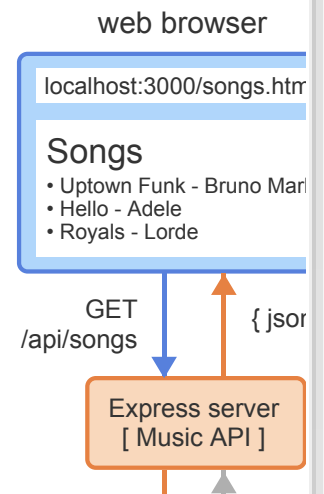 web browser
localhost:3000/songs.htm
Songs
• Uptown Funk - Bruno Mar
• Hello - Adele
• Royals - Lorde
GET
/api/songs
{ jso
Express server
[ Music API ]